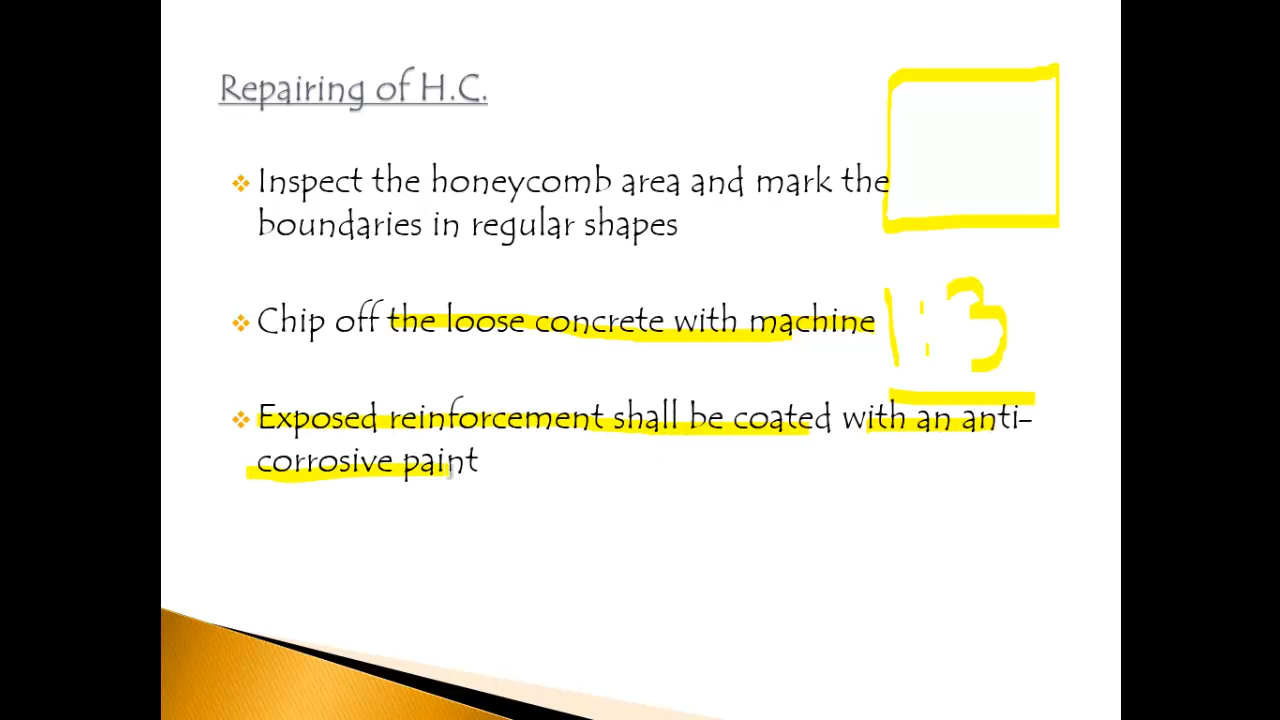 Repairing of H.C.
Inspect the honeycomb area and mark the
boundaries in regular shapes
Chip off the loose concrete with machine
1:3
Exposed reinforcement shall be coated with an anti-
corrosive paint